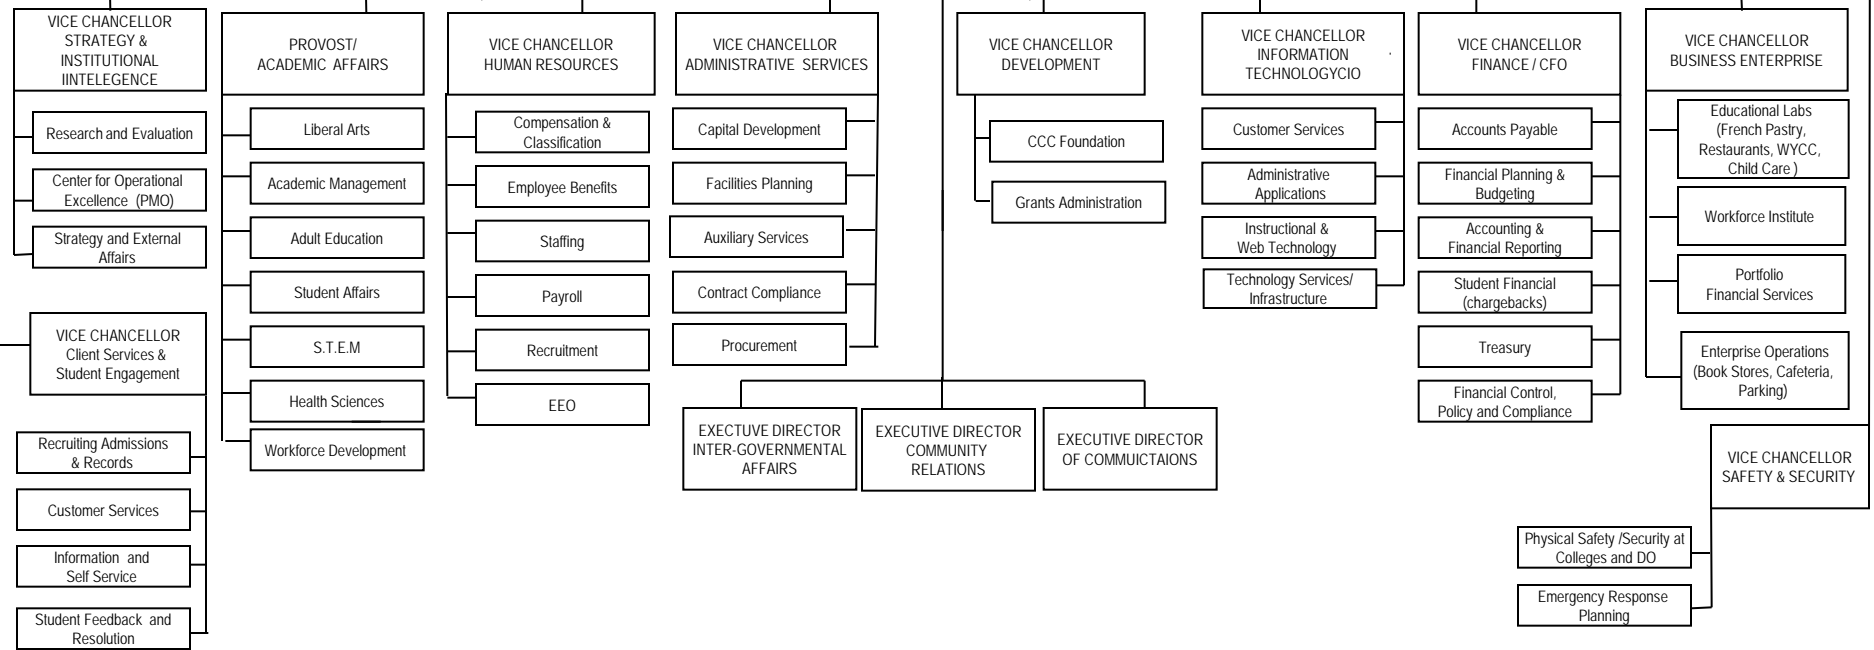 VICE CHANCELLOR
STRATEGY &
INSTITUTIONAL
IINTELEGENCE
Research and Evaluation
Center for Operational
Excellence (PMO)
Strategy and External
Affairs
VICE CHANCELLOR
Client Services &
Student Engagement
Recruiting Admissions
& Records
Customer Services
Information and
Self Service
Student Feedback and
Resolution
PROVOST/
ACADEMIC AFFAIRS
Liberal Arts
Academic Management
Adult Education
Student Affairs
S.T.E.M
Health Sciences
Workforce Development
VICE CHANCELLOR
HUMAN RESOURCES
Compensation &
Classification
Employee Benefits
Staffing
Payroll
Recruitment
EEO
VICE CHANCELLOR
ADMINISTRATIVE SERVICES
Capital Development
Facilities Planning
Auxiliary Services
Contract Compliance
Procurement
VICE CHANCELLOR
DEVELOPMENT
CCC Foundation
Grants Administration
EXECTUVE DIRECTOR
INTER-GOVERNMENTAL
AFFAIRS
EXECUTIVE DIRECTOR
COMMUNITY
RELATIONS
EXECUTIVE DIRECTOR
OF COMMUICTAIONS
VICE CHANCELLOR
INFORMATION
TECHNOLOGYCIO
Customer Services
Administrative
Applications
Instructional &
Web Technology
Technology Services/
Infrastructure
VICE CHANCELLOR
FINANCE / CFO
Accounts Payable
Financial Planning &
Budgeting
Accounting &
Financial Reporting
Student Financial
(chargebacks)
Treasury
Financial Control,
Policy and Compliance
VICE CHANCELLOR
BUSINESS ENTERPRISE
Educational Labs
(French Pastry,
Restaurants, WYCC,
Child Care )
Workforce Institute
Portfolio
Financial Services
Enterprise Operations
(Book Stores, Cafeteria,
Parking)
VICE CHANCELLOR
SAFETY & SECURITY
Physical Safety /Security at
Colleges and DO
Emergency Response
Planning